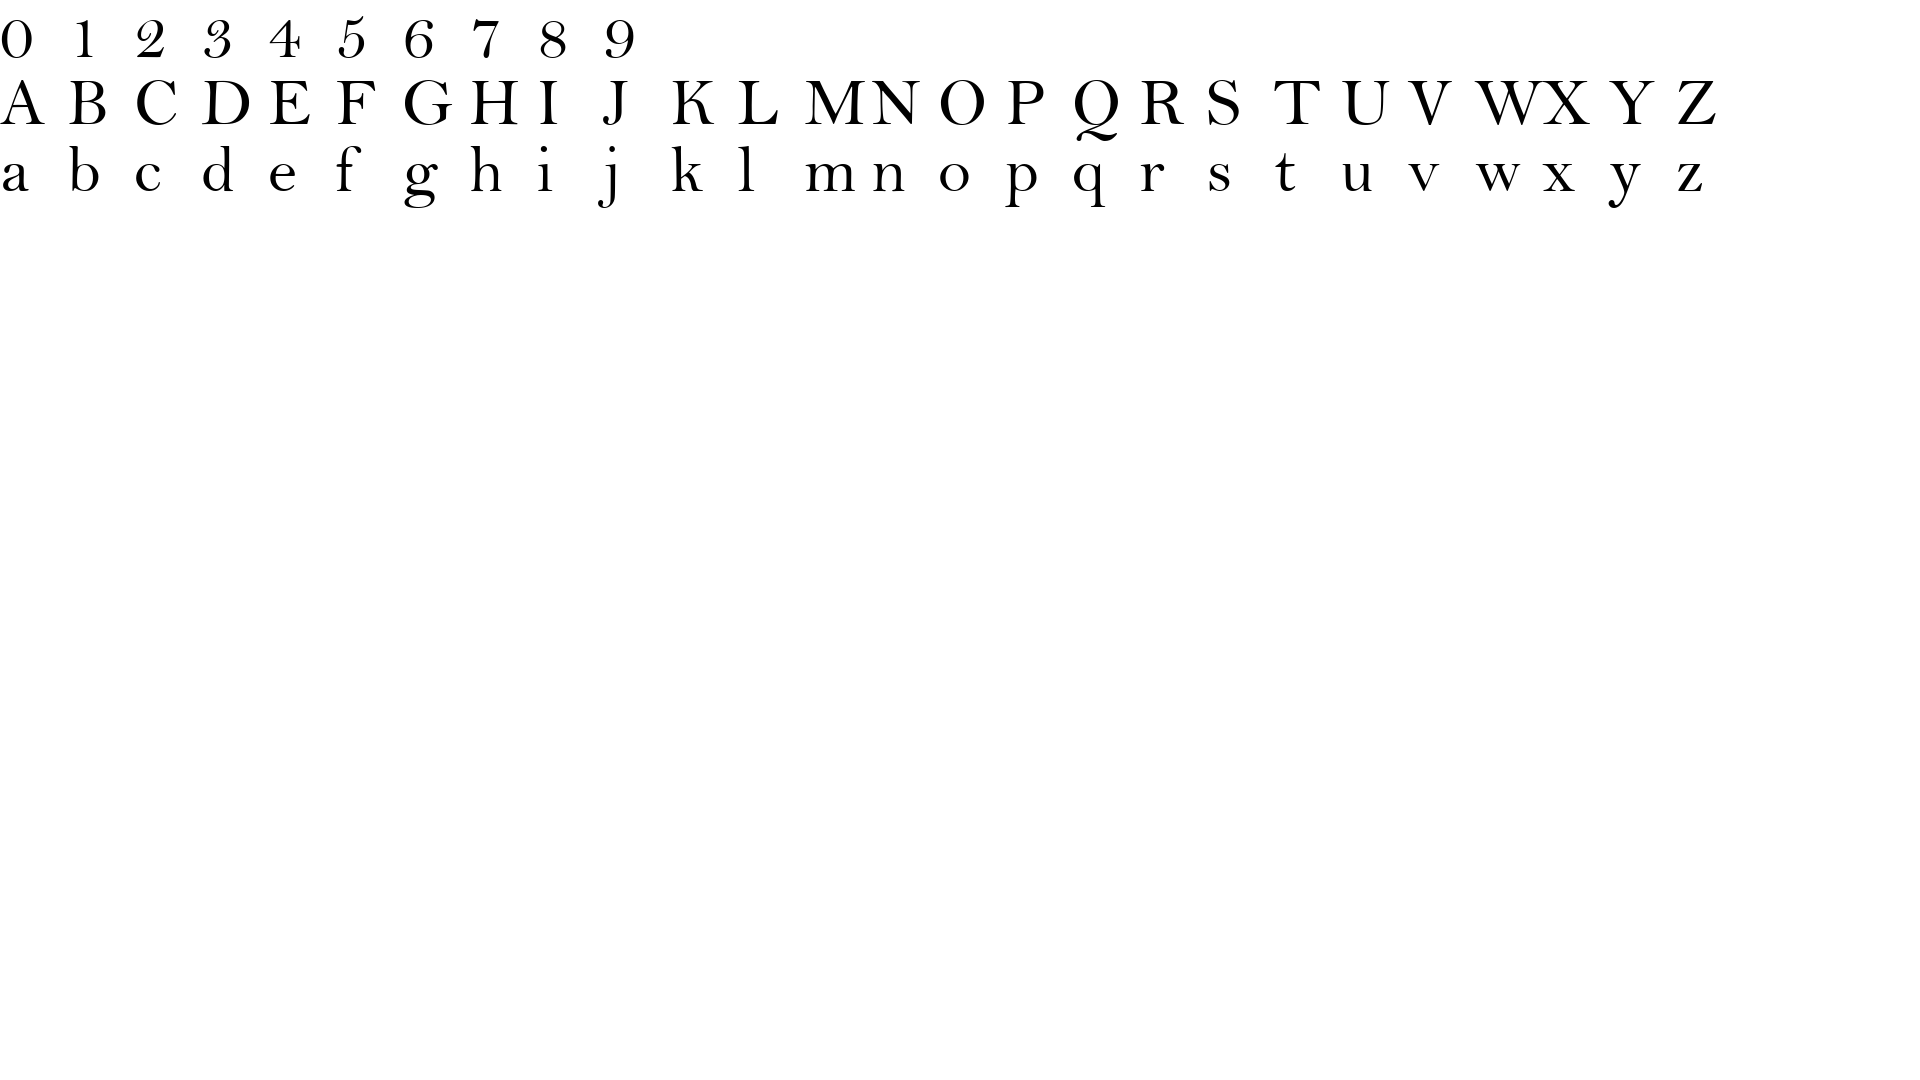 0 1 2 3 4 5 6 7 8 9
A B C D E F G H I J K L M N O P Q R S T U V W X Y Z
a b c d e f g h i j k l m n o p q r s t u v w x y z